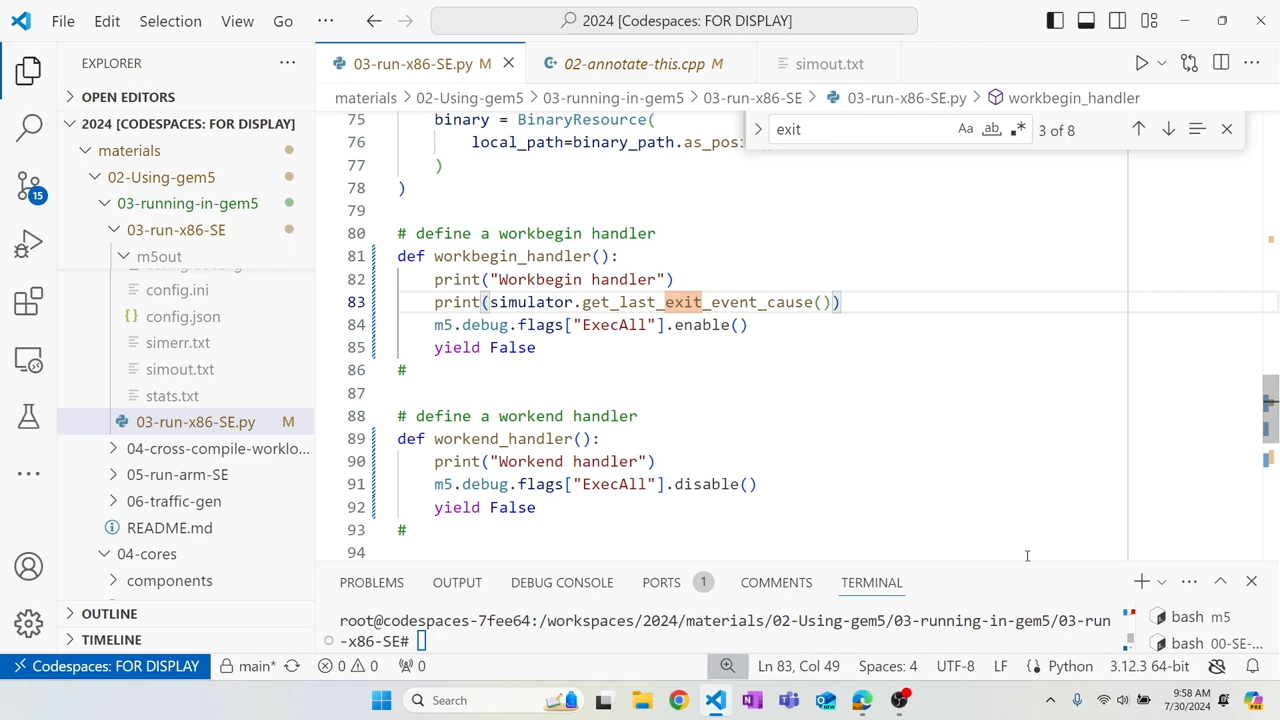 File Edit Selection View Go ··· 2024 [Codespaces: FOR DISPLAY]
EXPLORER
OPEN EDITORS
2024 [CODESPACES: FOR DISPLAY]
materials
02-Using-gem5
03-running-in-gem5
03-run-x86-SE
m5out
config.ini
config.json
simerr.txt
simout.txt
stats.txt
03-run-x86-SE.py M
04-cross-compile-worklo...
05-run-arm-SE
06-traffic-gen
README.md
04-cores
components
OUTLINE
TIMELINE
15
03-run-x86-SE.py M 02-annotate-this.cpp M simout.txt
materials > 02-Using-gem5 > 03-running-in-gem5 > 03-run-x86-SE > 03-run-x86-SE.py > workbegin_handler
exit Aa ab 3 of 8
75 binary = BinaryResource(
76 local_path=binary_path.as_pos
77 )
78 )
79
80 # define a workbegin handler
81 def workbegin_handler():
82 print("Workbegin handler")
83 print(simulator.get_last_exit_event_cause())
84 m5.debug.flags["ExecAll"].enable()
85 yield False
86 #
87
88 # define a workend handler
89 def workend_handler():
90 print("Workend handler")
91 m5.debug.flags["ExecAll"].disable()
92 yield False
93 #
94
PROBLEMS OUTPUT DEBUG CONSOLE PORTS 1 COMMENTS TERMINAL
root@codespaces-7fee64:/workspaces/2024/materials/02-Using-gem5/03-running-in-gem5/03-run
-x86-SE#
bash m5
bash 00-SE-...
Codespaces: FOR DISPLAY main* 0 0 0 Ln 83, Col 49 Spaces: 4 UTF-8 LF Python 3.12.3 64-bit
Search
9:58 AM
7/30/2024